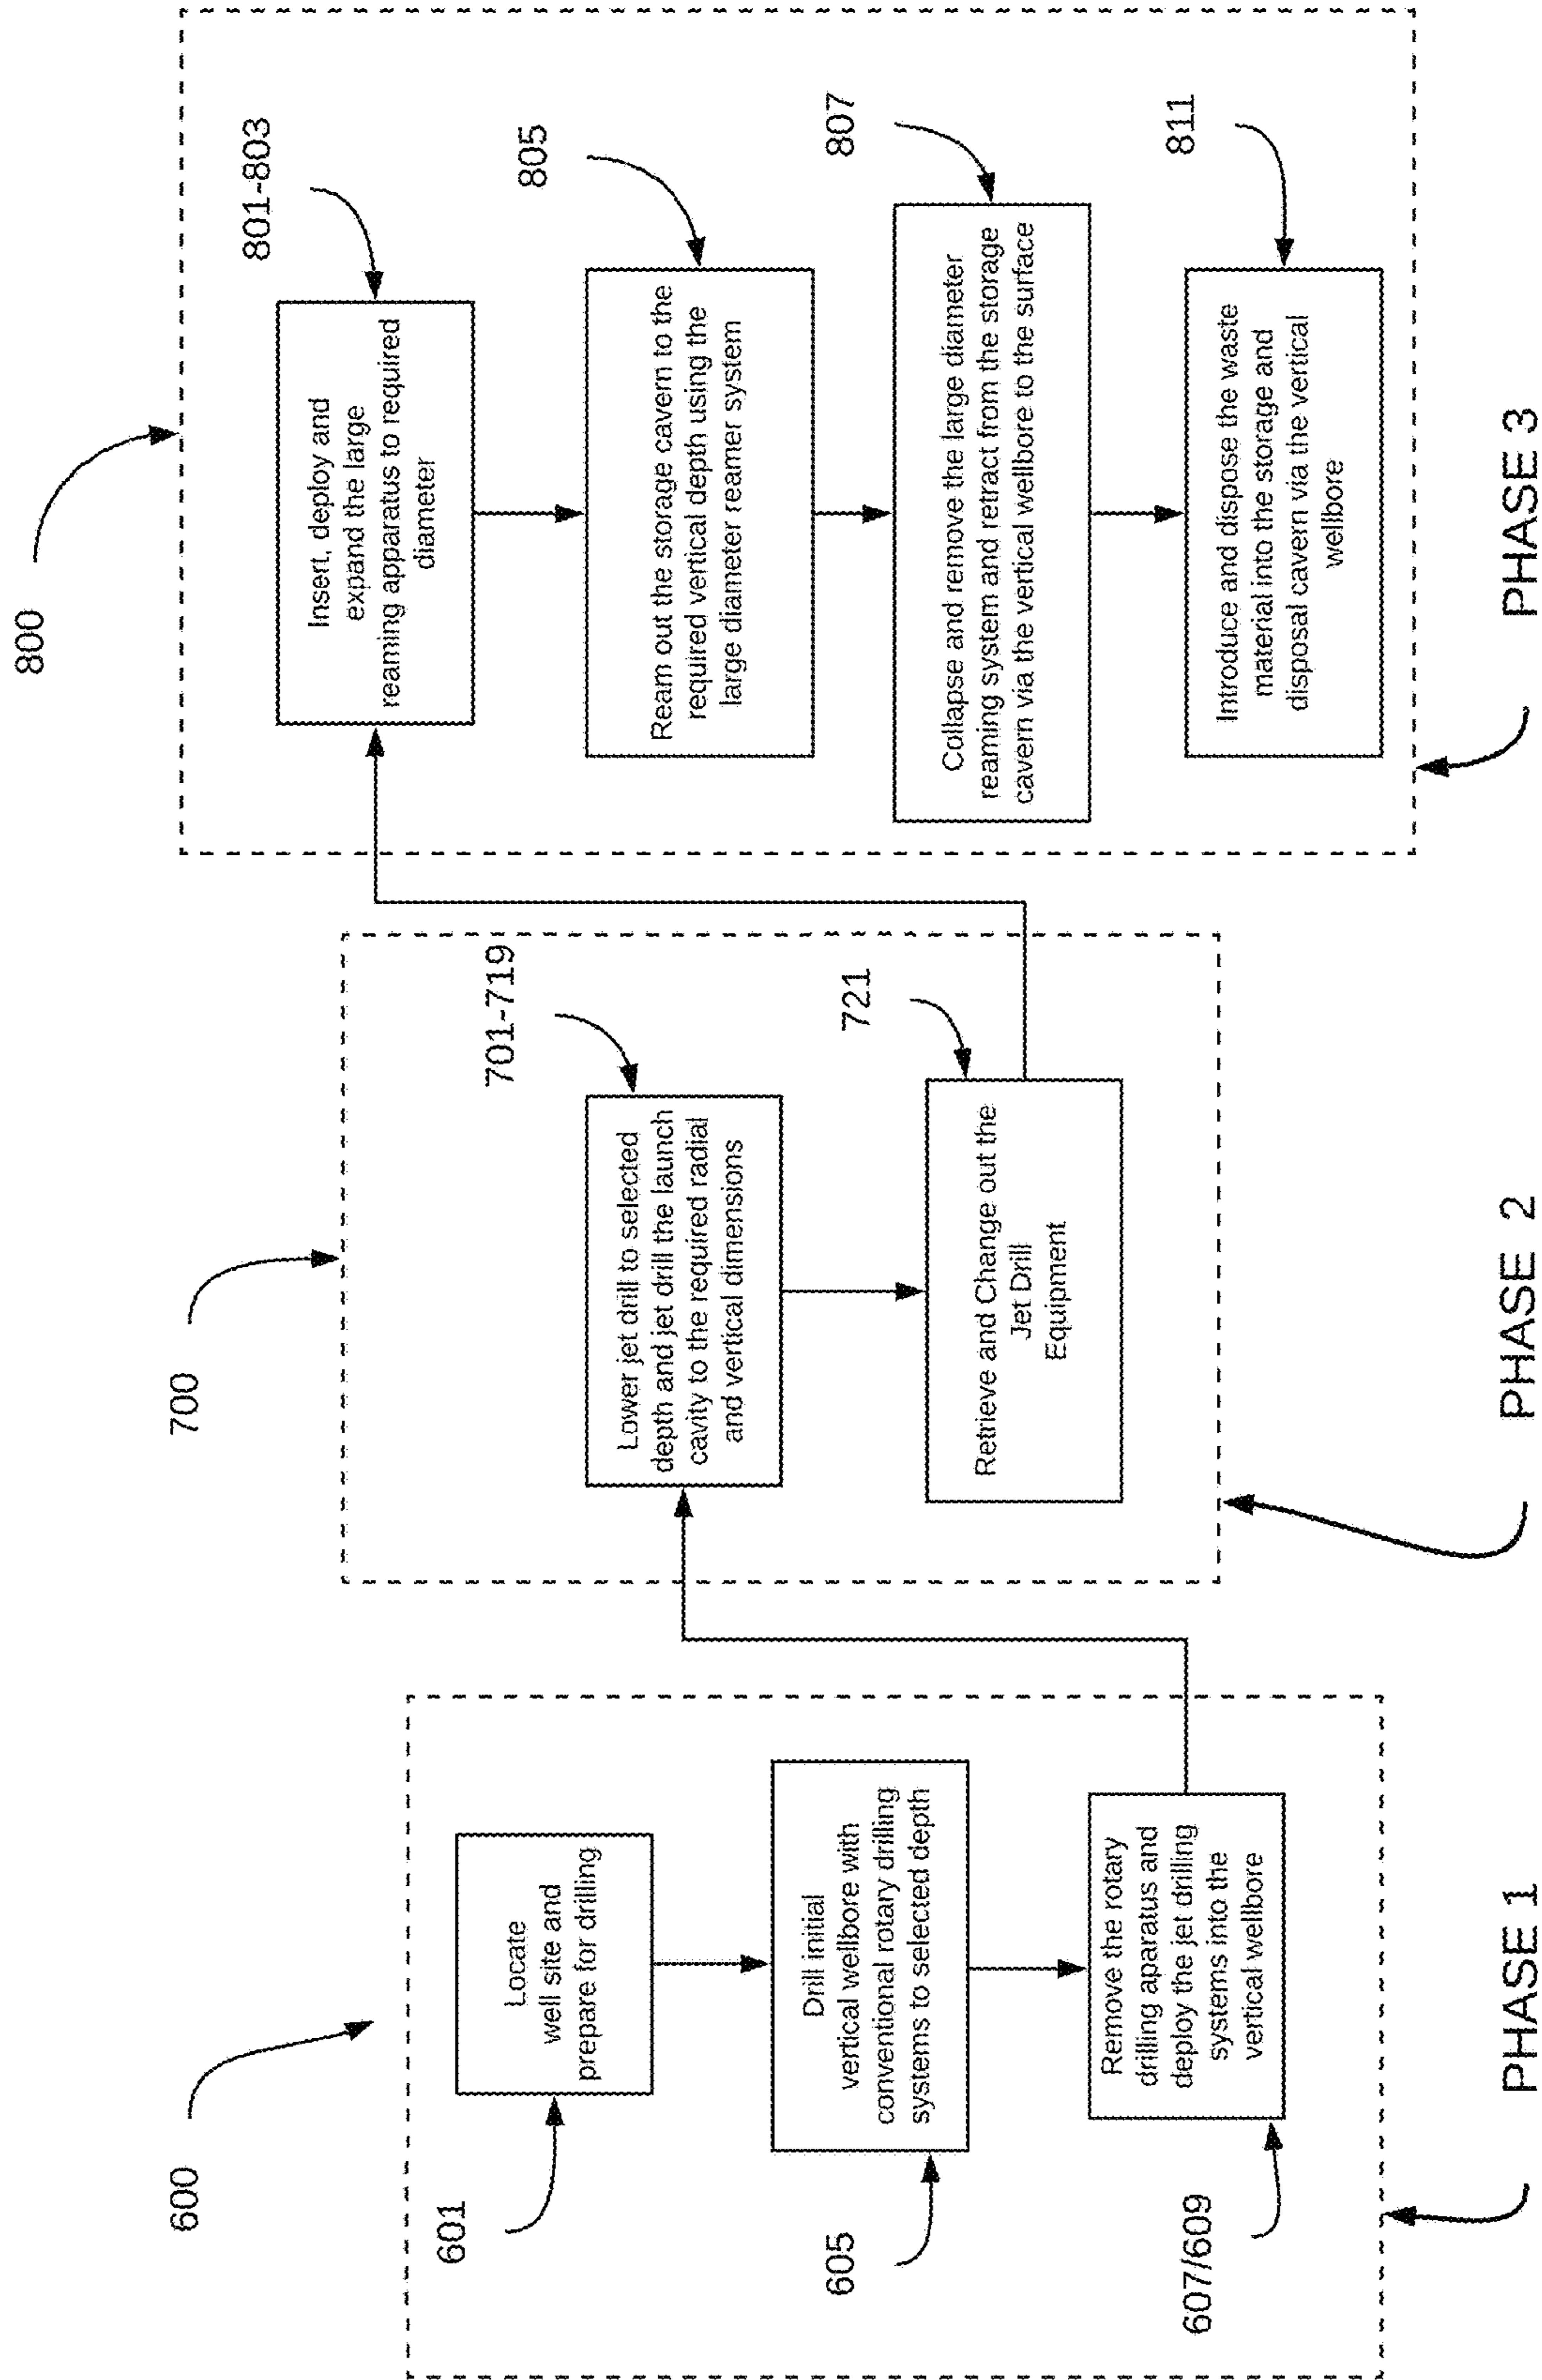 600
601
Locate
well site and
prepare for drilling
605
Drill initial
vertical wellbore with
conventional rotary drilling
systems to selected depth
607/609
Remove the rotary
drilling aparatus and
deploy the jet drilling
systems into the
vertical wellbore
PHASE 1
700
701-719
Lower jet drill to selected
depth and jet drill the launch
cavity to the required radial
and vertical dimensions
721
Retrieve and Change out the
Jet Drill
Equipment
PHASE 2
800
801-803
Insert, deploy and
expand the large
reaming apparatus to required
diameter
805
Ream out the storage cavern to the
required vertical depth using the
large diameter reamer system
807
Collapse and remove the large diameter
reaming system and retract from the storage
cavern via the vertical wellbore to the surface
811
Introduce and dispose the waste
material into the storage and
disposal cavern via the vertical
wellbore
PHASE 3